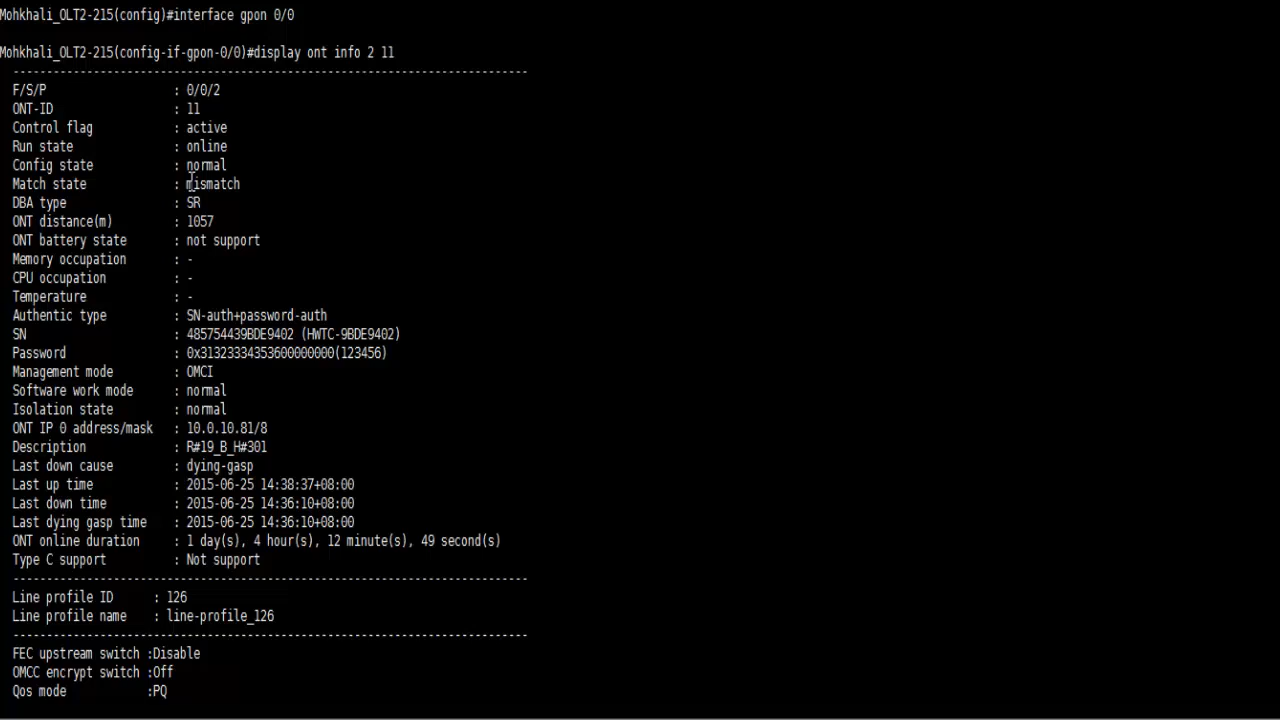 Mohkhali_OLT2-215(config)#interface gpon 0/0
Mohkhali_OLT2-215(config-if-gpon-0/0)#display ont info 2 11
-----------------------------------------------------------------------------
F/S/P : 0/0/2
ONT-ID : 11
Control flag : active
Run state : online
Config state : normal
Match state : mismatch
DBA type : SR
ONT distance(m) : 1057
ONT battery state : not support
Memory occupation : -
CPU occupation : -
Temperature : -
Authentic type : SN-auth+password-auth
SN : 485754439BDE9402 (HWTC-9BDE9402)
Password : 0x31323334353600000000(123456)
Management mode : OMCI
Software work mode : normal
Isolation state : normal
ONT IP 0 address/mask : 10.0.10.81/8
Description : R#19_B_H#301
Last down cause : dying-gasp
Last up time : 2015-06-25 14:38:37+08:00
Last down time : 2015-06-25 14:36:10+08:00
Last dying gasp time : 2015-06-25 14:36:10+08:00
ONT online duration : 1 day(s), 4 hour(s), 12 minute(s), 49 second(s)
Type C support : Not support
-----------------------------------------------------------------------------
Line profile ID : 126
Line profile name : line-profile_126
-----------------------------------------------------------------------------
FEC upstream switch :Disable
OMCC encrypt switch :Off
Qos mode :PQ